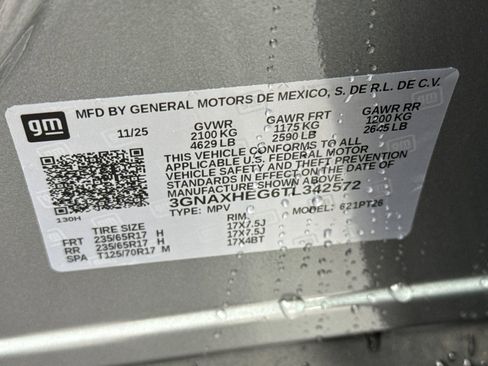 gm
MFD BY GENERAL MOTORS DE MEXICO, S. DE R.L. DE C.V.
11/25 GVWR GAWR FRT GAWR RR
2100 KG 1175 KG 1200 KG
4629 LB 2590 LB 2645 LB
THIS VEHICLE CONFORMS TO ALL
APPLICABLE U.S. FEDERAL MOTOR
VEHICLE SAFETY AND THEFT PREVENTION
STANDARDS IN EFFECT ON THE DATE OF
MANUFACTURE SHOWN ABOVE.
3GNAXHEG6TL342572
130H TYPE: MPV MODEL: 621PT26
TIRE SIZE RIM
FRT 235/65R17 H 17X7.5J
RR 235/65R17 H 17X7.5J
SPA T125/70R17 M 17X4BT